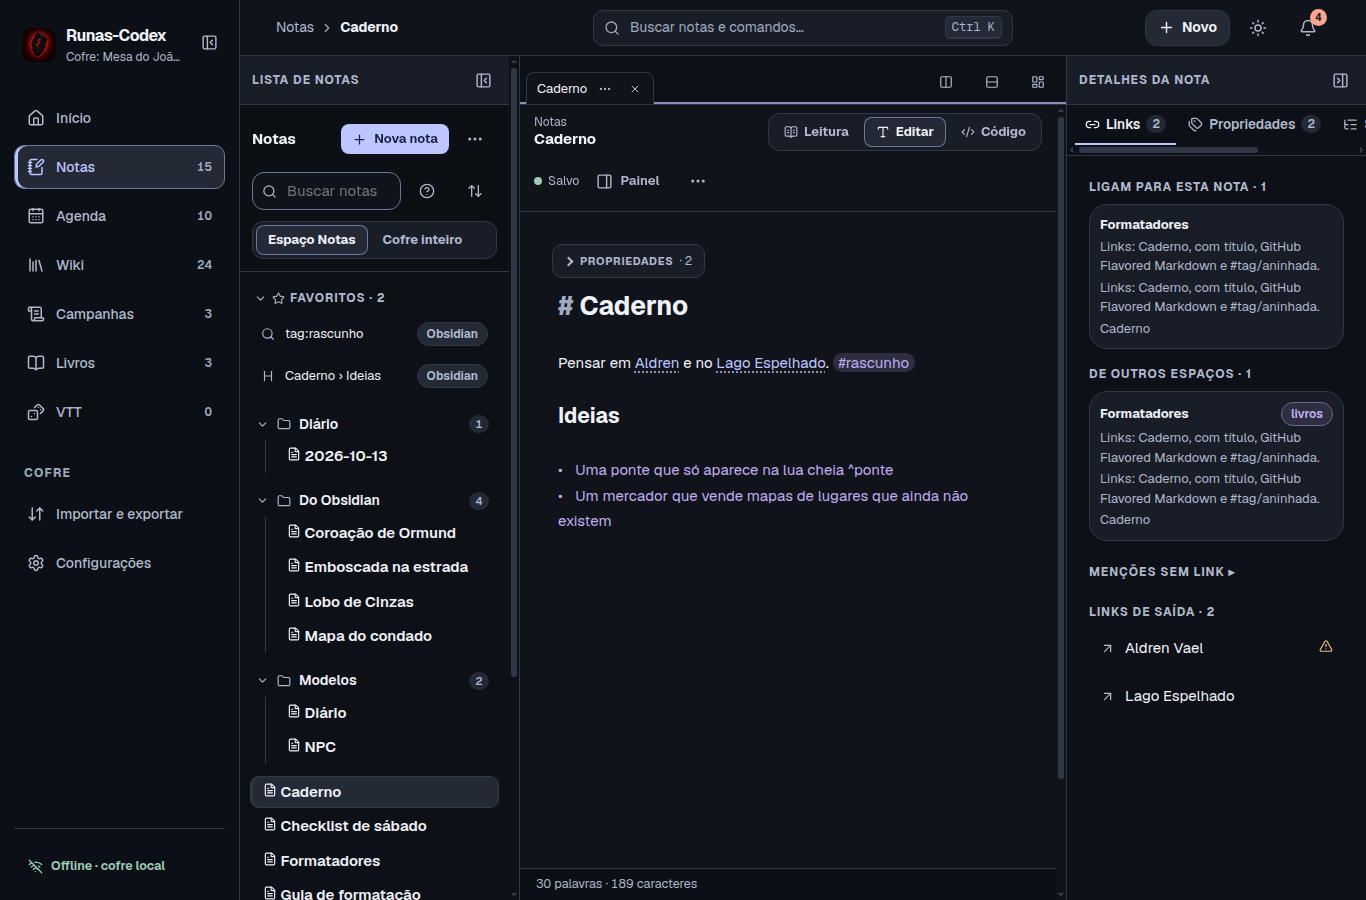 Runas-Codex
Cofre: Mesa do Joã…
Início
Notas 15
Agenda 10
Wiki 24
Campanhas 3
Livros 3
VTT 0
COFRE
Importar e exportar
Configurações
Offline · cofre local
Notas > Caderno
Buscar notas e comandos… Ctrl K
+ Novo
4
LISTA DE NOTAS
Notas
+ Nova nota
Buscar notas
Espaço Notas Cofre inteiro
FAVORITOS · 2
tag:rascunho Obsidian
Caderno › Ideias Obsidian
Diário 1
2026-10-13
Do Obsidian 4
Coroação de Ormund
Emboscada na estrada
Lobo de Cinzas
Mapa do condado
Modelos 2
Diário
NPC
Caderno
Checklist de sábado
Formatadores
Guia de formatação
Caderno
Notas
Caderno
Leitura Editar Código
Salvo Painel
PROPRIEDADES · 2
# Caderno
Pensar em Aldren e no Lago Espelhado. #rascunho
Ideias
• Uma ponte que só aparece na lua cheia ^ponte
• Um mercador que vende mapas de lugares que ainda não
existem
30 palavras · 189 caracteres
DETALHES DA NOTA
Links 2 Propriedades 2
LIGAM PARA ESTA NOTA · 1
Formatadores
Links: Caderno, com título, GitHub
Flavored Markdown e #tag/aninhada.
Links: Caderno, com título, GitHub
Flavored Markdown e #tag/aninhada.
Caderno
DE OUTROS ESPAÇOS · 1
Formatadores livros
Links: Caderno, com título, GitHub
Flavored Markdown e #tag/aninhada.
Links: Caderno, com título, GitHub
Flavored Markdown e #tag/aninhada.
Caderno
MENÇÕES SEM LINK ▸
LINKS DE SAÍDA · 2
Aldren Vael
Lago Espelhado